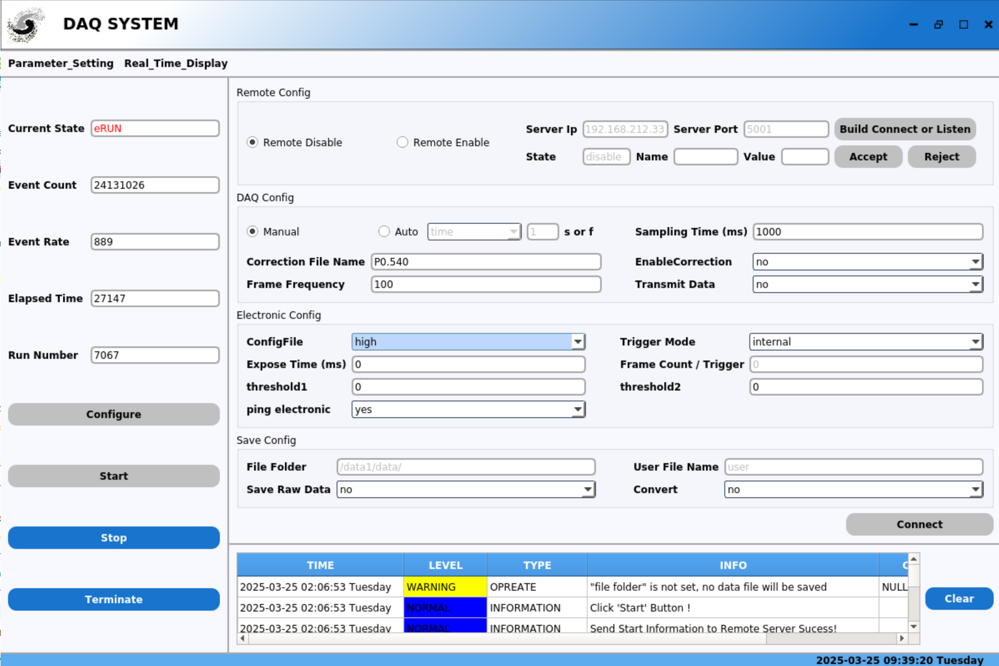 DAQ SYSTEM
Parameter_Setting Real_Time_Display
Current State eRUN
Event Count 24131026
Event Rate 889
Elapsed Time 27147
Run Number 7067
Configure
Start
Stop
Terminate
Remote Config
Remote Disable Remote Enable
Server Ip 192.168.212.33 Server Port 5001 Build Connect or Listen
State disable Name Value Accept Reject
DAQ Config
Manual Auto time 1 s or f Sampling Time (ms) 1000
Correction File Name P0.540 EnableCorrection no
Frame Frequency 100 Transmit Data no
Electronic Config
ConfigFile high Trigger Mode internal
Expose Time (ms) 0 Frame Count / Trigger 0
threshold1 0 threshold2 0
ping electronic yes
Save Config
File Folder /data1/data/ User File Name user
Save Raw Data no Convert no
Connect
TIME LEVEL TYPE INFO
2025-03-25 02:06:53 Tuesday WARNING OPREATE "file folder" is not set, no data file will be saved NULL
2025-03-25 02:06:53 Tuesday NORMAL INFORMATION Click 'Start' Button !
2025-03-25 02:06:53 Tuesday NORMAL INFORMATION Send Start Information to Remote Server Sucess!
Clear
2025-03-25 09:39:20 Tuesday